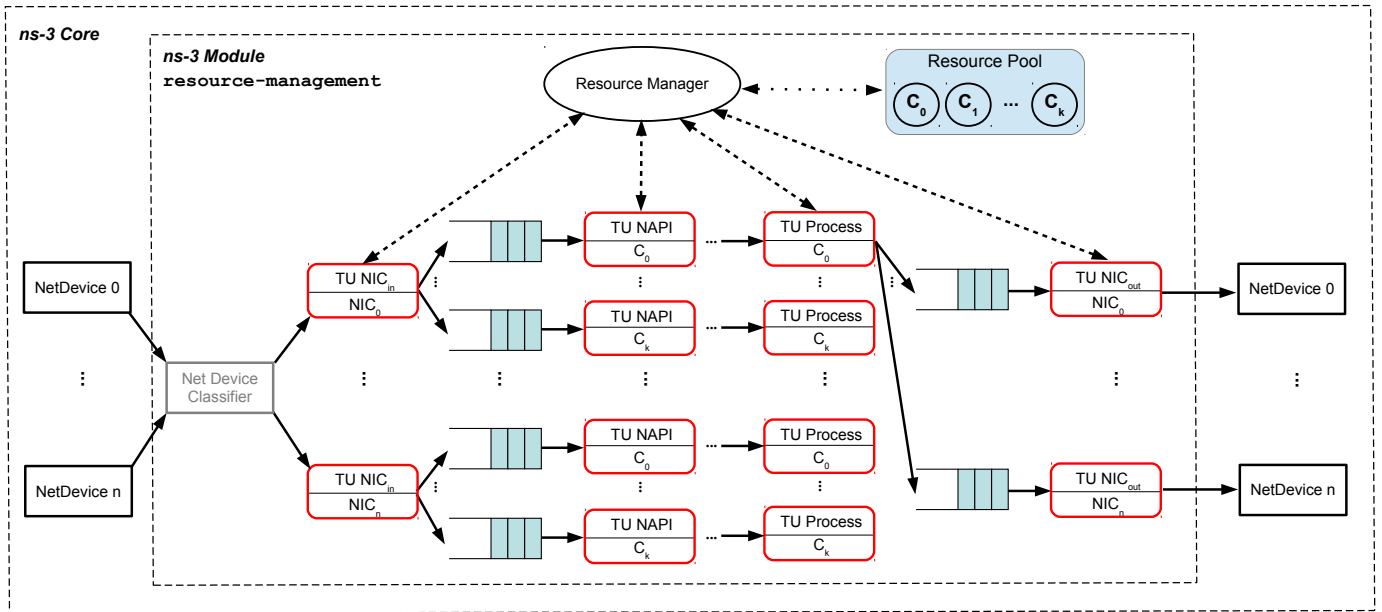 ns-3 Core
ns-3 Module
resource-management
Resource Manager
Resource Pool
C0 C1 ... Ck
NetDevice 0
⋮
NetDevice n
Net Device
Classifier
TU NICin
NIC0
⋮
TU NICin
NICn
⋮
⋮
⋮
TU NAPI
C0
...
TU Process
C0
⋮
⋮
⋮
TU NAPI
Ck
...
TU Process
Ck
⋮
⋮
⋮
TU NAPI
C0
...
TU Process
C0
⋮
⋮
TU NAPI
Ck
...
TU Process
Ck
TU NICout
NIC0
⋮
TU NICout
NICn
NetDevice 0
⋮
NetDevice n